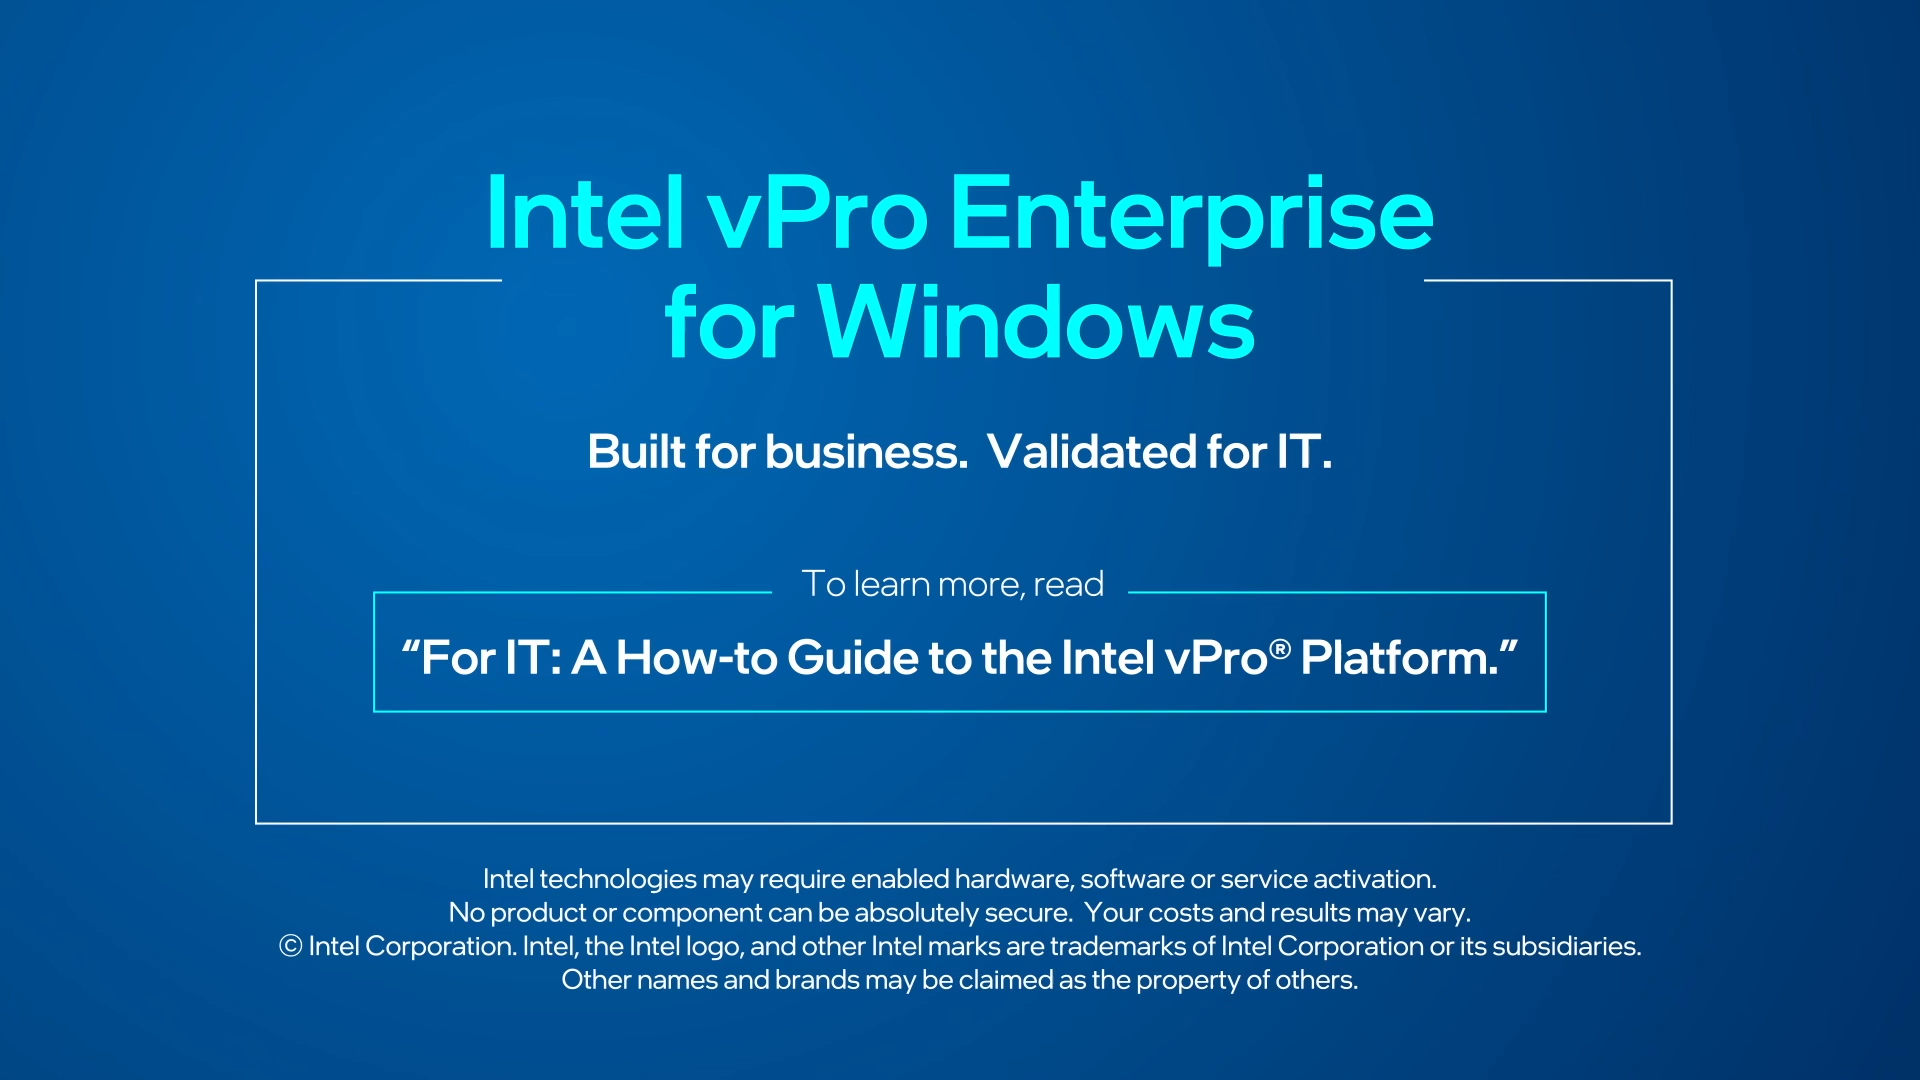 Intel vPro Enterprise
for Windows
Built for business.  Validated for IT.
To learn more, read
“For IT: A How-to Guide to the Intel vPro® Platform.”
Intel technologies may require enabled hardware, software or service activation.
No product or component can be absolutely secure.  Your costs and results may vary.
© Intel Corporation. Intel, the Intel logo, and other Intel marks are trademarks of Intel Corporation or its subsidiaries.
Other names and brands may be claimed as the property of others.